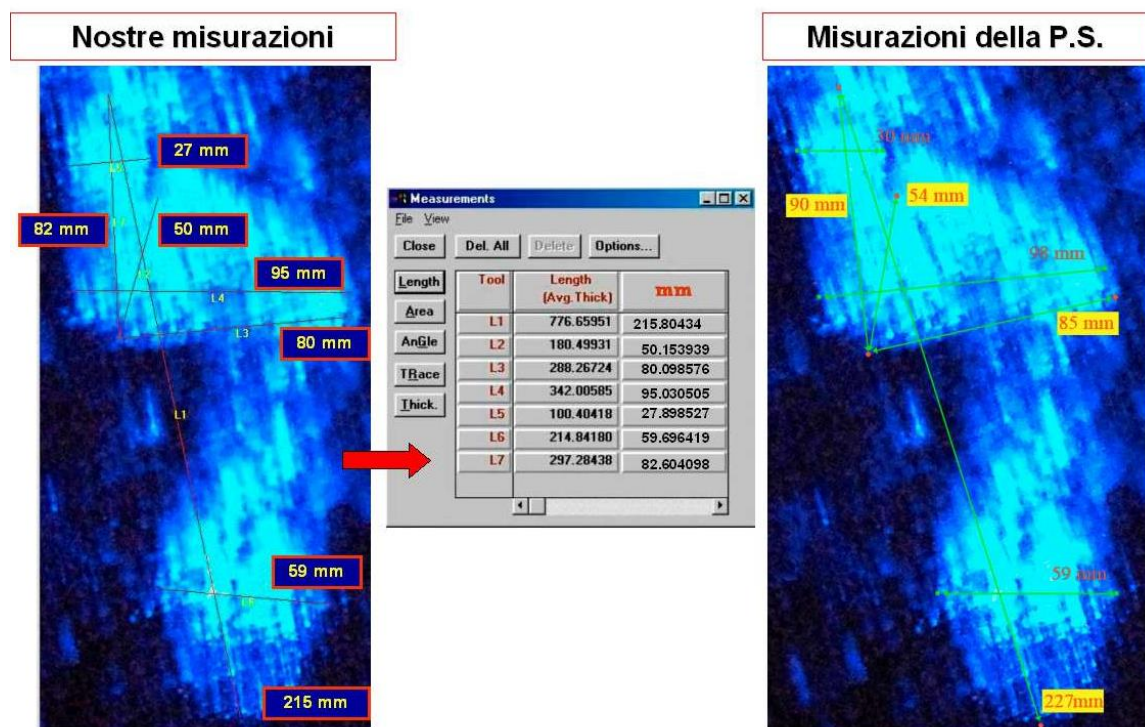 Nostre misurazioni
Misurazioni della P.S.
27 mm
82 mm
50 mm
95 mm
80 mm
59 mm
215 mm
L4
L3
L1
Measurements
File View
Close Del. All Delete Options...
Length
Area
AnGle
TRace
Thick.
Tool Length (Avg.Thick) mm
L1 776.65951 215.80434
L2 180.49931 50.153939
L3 288.26724 80.098576
L4 342.00585 95.030505
L5 100.40418 27.898527
L6 214.84180 59.696419
L7 297.28438 82.604098
30 mm
90 mm
54 mm
98 mm
85 mm
59 mm
227mm